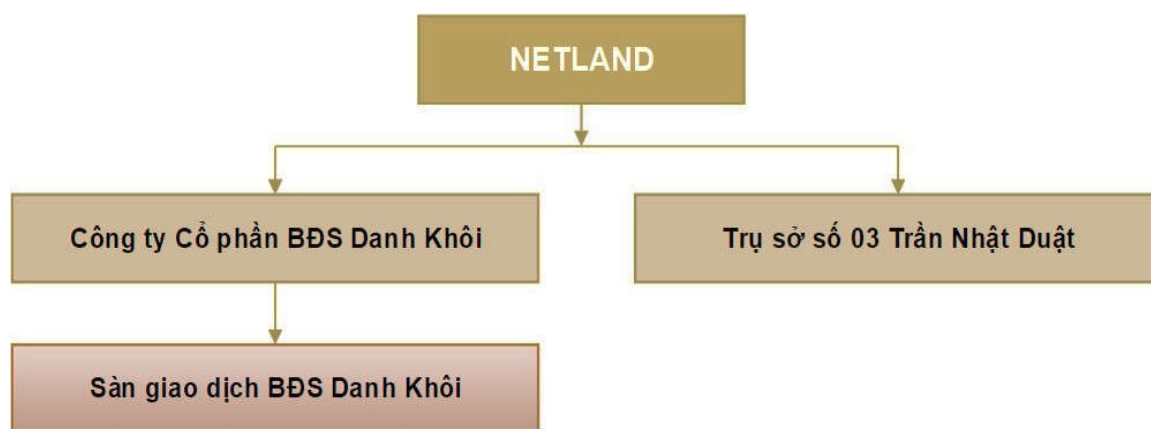 NETLAND
Công ty Cổ phần BĐS Danh Khôi
Trụ sở số 03 Trần Nhật Duật
Sàn giao dịch BĐS Danh Khôi